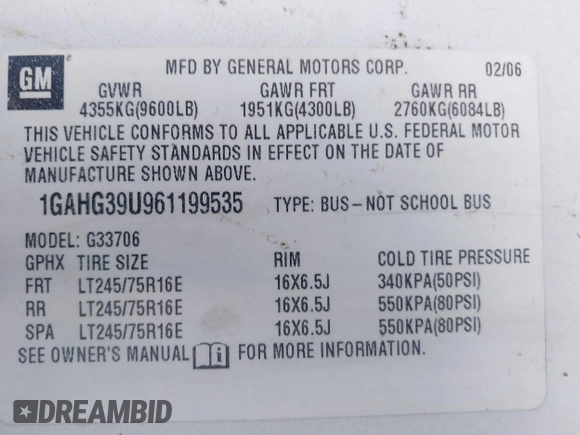 GM
MFD BY GENERAL MOTORS CORP. 02/06
GVWR GAWR FRT GAWR RR
4355KG(9600LB) 1951KG(4300LB) 2760KG(6084LB)
THIS VEHICLE CONFORMS TO ALL APPLICABLE U.S. FEDERAL MOTOR
VEHICLE SAFETY STANDARDS IN EFFECT ON THE DATE OF
MANUFACTURE SHOWN ABOVE.
1GAHG39U961199535 TYPE: BUS-NOT SCHOOL BUS
MODEL: G33706
GPHX TIRE SIZE RIM COLD TIRE PRESSURE
FRT LT245/75R16E 16X6.5J 340KPA(50PSI)
RR LT245/75R16E 16X6.5J 550KPA(80PSI)
SPA LT245/75R16E 16X6.5J 550KPA(80PSI)
SEE OWNER'S MANUAL FOR MORE INFORMATION.
DREAMBID